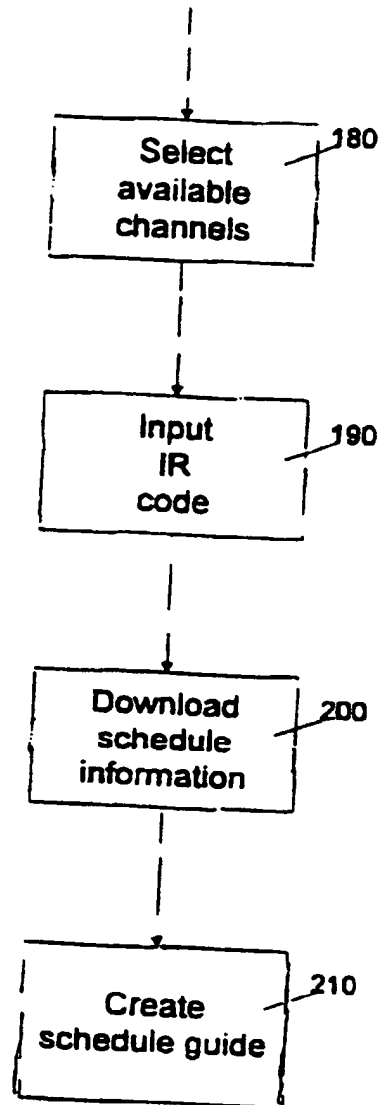 180
Select
available
channels
190
Input
IR
code
200
Download
schedule
information
210
Create
schedule guide